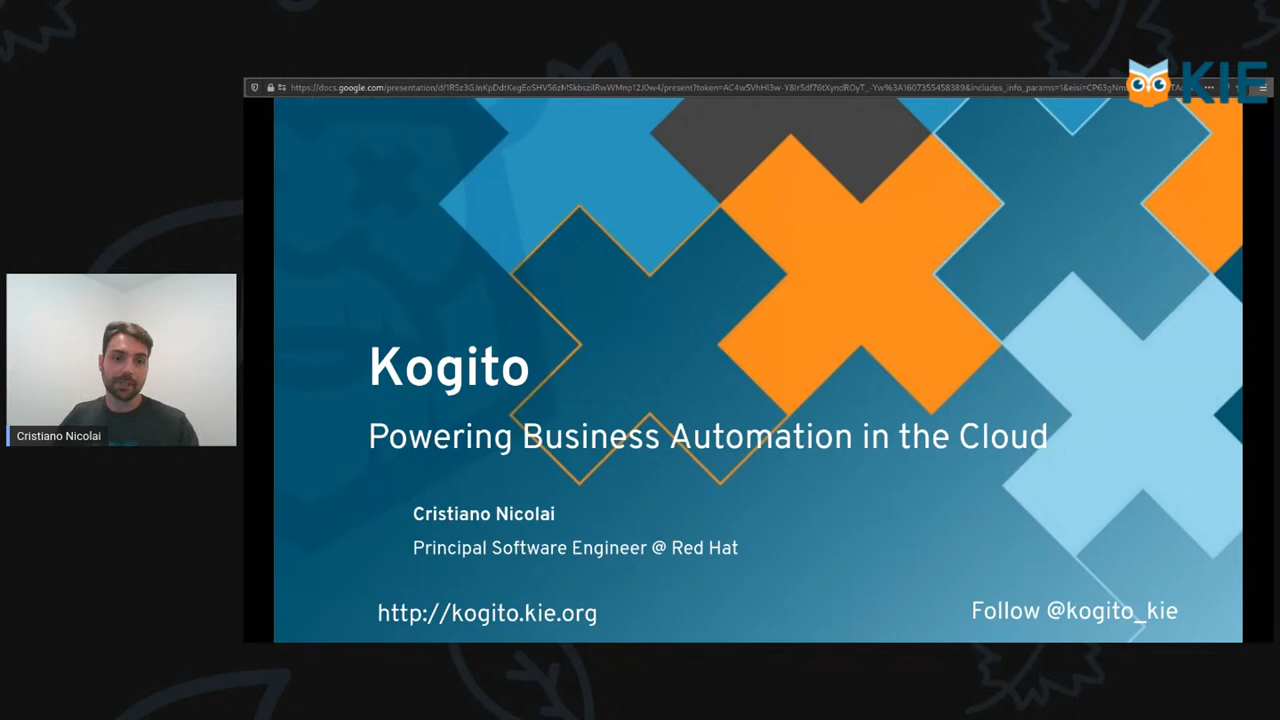 KIE
Cristiano Nicolai
Kogito
Powering Business Automation in the Cloud
Cristiano Nicolai
Principal Software Engineer @ Red Hat
http://kogito.kie.org
Follow @kogito_kie